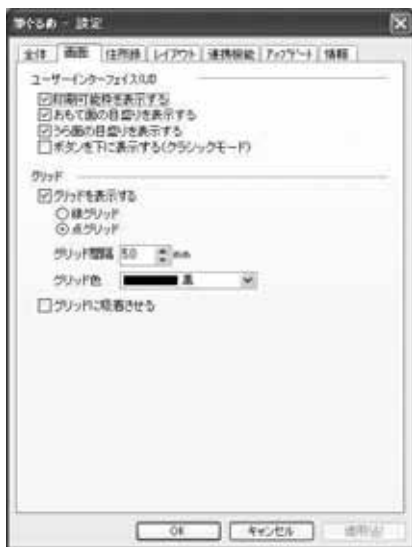 筆ぐるめ - 設定
全体 画面 住所録 レイアウト 連携機能 アップデート 情報
ユーザーインターフェイス(UI)
印刷可能枠を表示する
おもて面の目盛りを表示する
うら面の目盛りを表示する
ボタンを下に表示する(クラシックモード)
グリッド
グリッドを表示する
線グリッド
点グリッド
グリッド間隔 5.0 mm
グリッド色 黒
グリッドに吸着させる
OK キャンセル 適用(A)